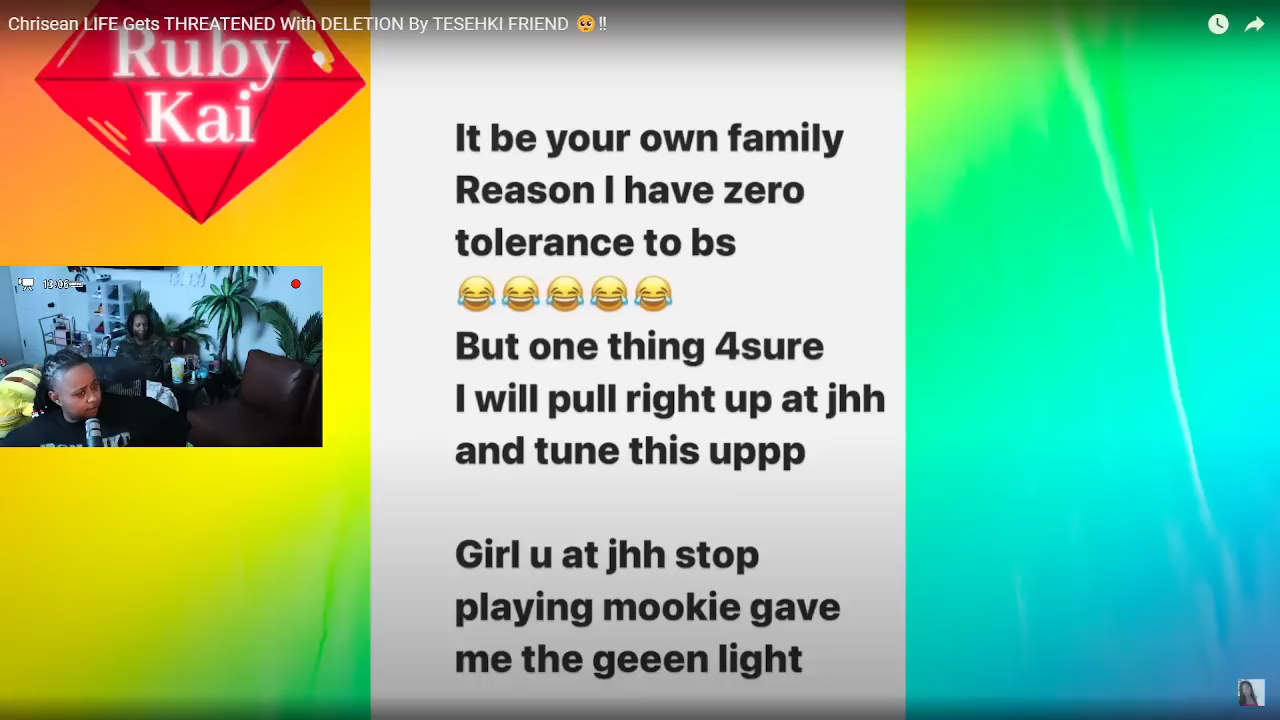 Chrisean LIFE Gets THREATENED With DELETION By TESEHKI FRIEND 🥺‼
Ruby
Kai
It be your own family
Reason I have zero
tolerance to bs
😂😂😂😂😂
But one thing 4sure
I will pull right up at jhh
and tune this uppp
Girl u at jhh stop
playing mookie gave
me the geeen light
13:06